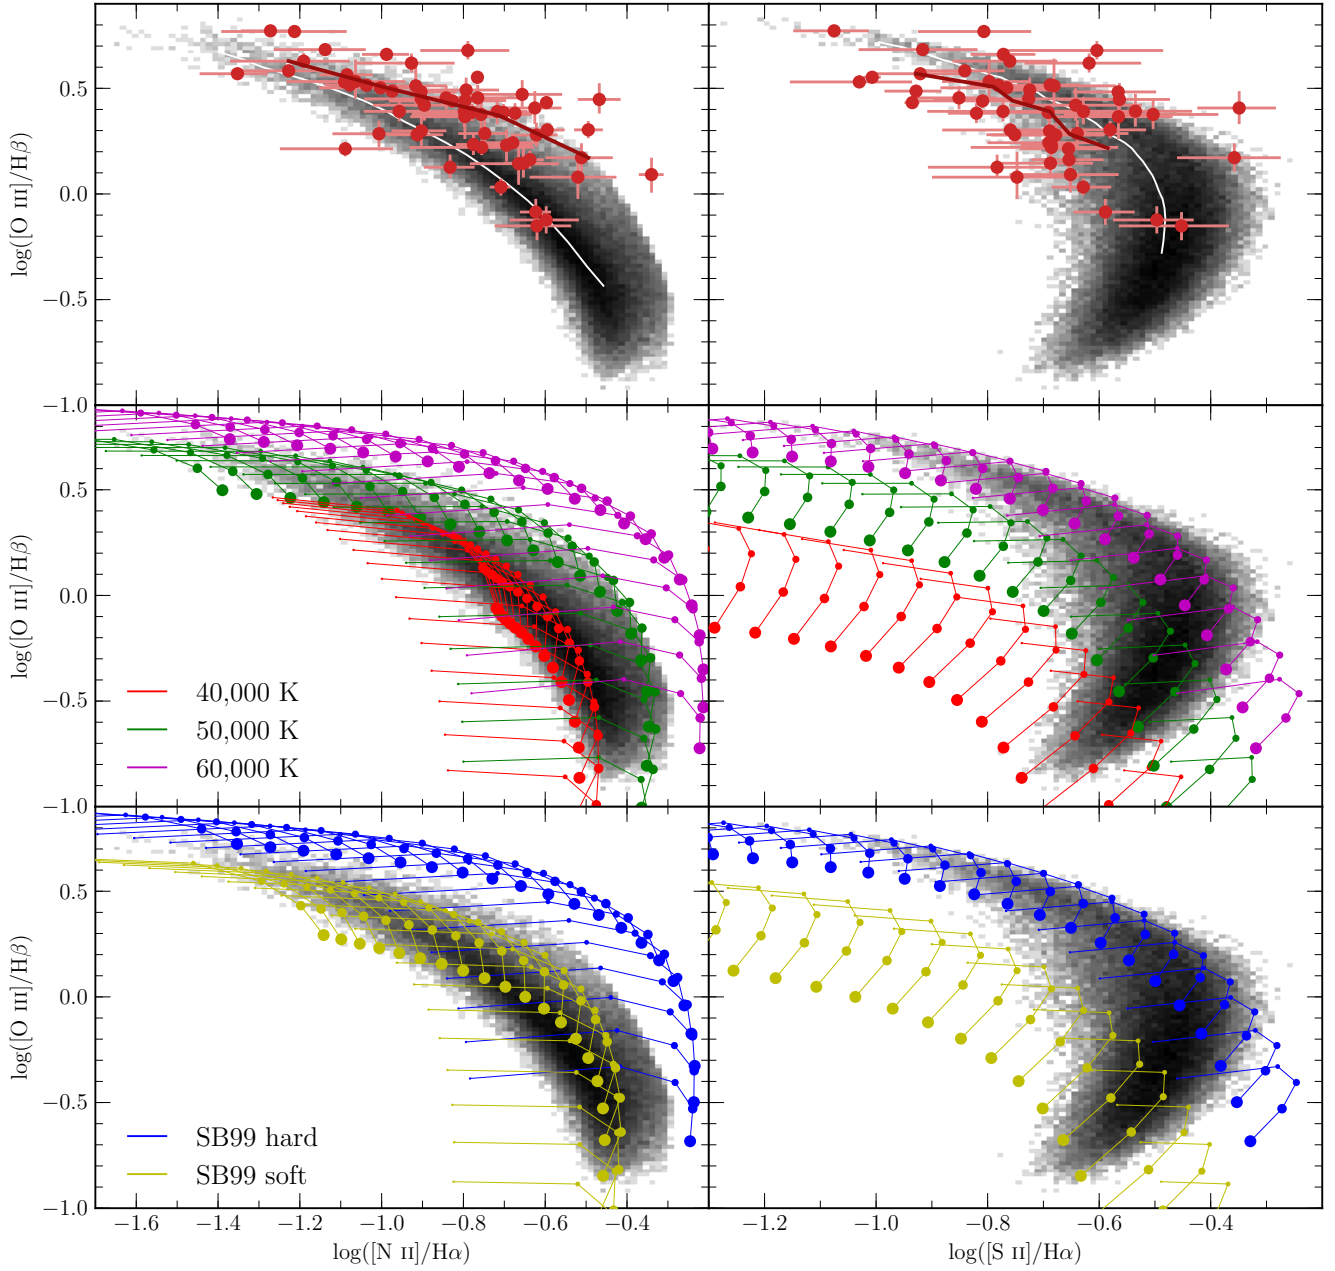 log([O III]/Hβ)
0.5
0.0
−0.5
−1.0
log([O III]/Hβ)
0.5
0.0
−0.5
−1.0
40,000 K
50,000 K
60,000 K
log([O III]/Hβ)
0.5
0.0
−0.5
−1.0
SB99 hard
SB99 soft
−1.6 −1.4 −1.2 −1.0 −0.8 −0.6 −0.4
−1.2 −1.0 −0.8 −0.6 −0.4
log([N II]/Hα)
log([S II]/Hα)